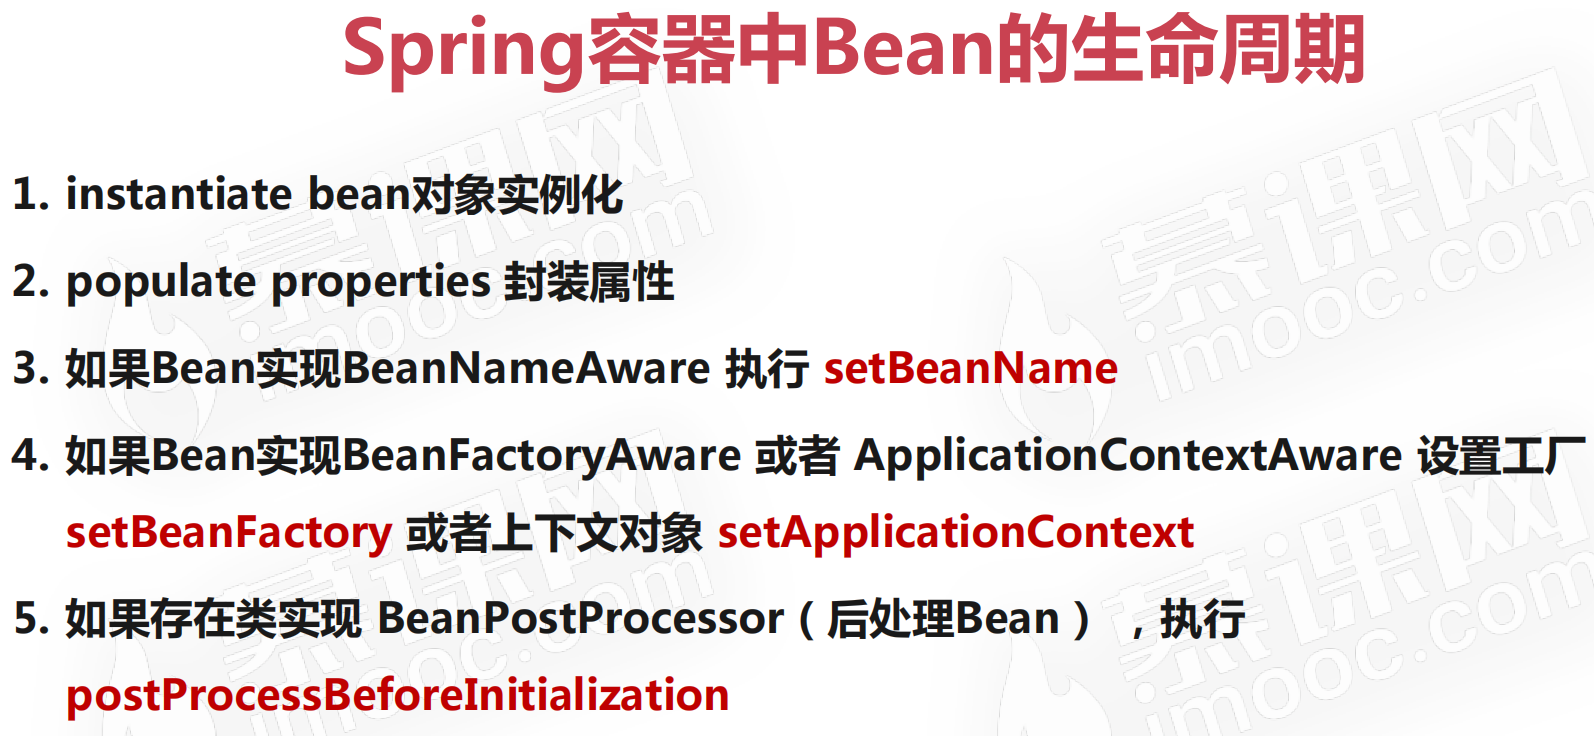 Spring容器中Bean的生命周期
1. instantiate bean对象实例化
2. populate properties 封装属性
3. 如果Bean实现BeanNameAware 执行 setBeanName
4. 如果Bean实现BeanFactoryAware 或者 ApplicationContextAware 设置工厂
setBeanFactory 或者上下文对象 setApplicationContext
5. 如果存在类实现 BeanPostProcessor（后处理Bean） ，执行
postProcessBeforeInitialization
慕课网
imooc.com
慕课网
imooc.com
慕课网
imooc.com
慕课网
imooc.com